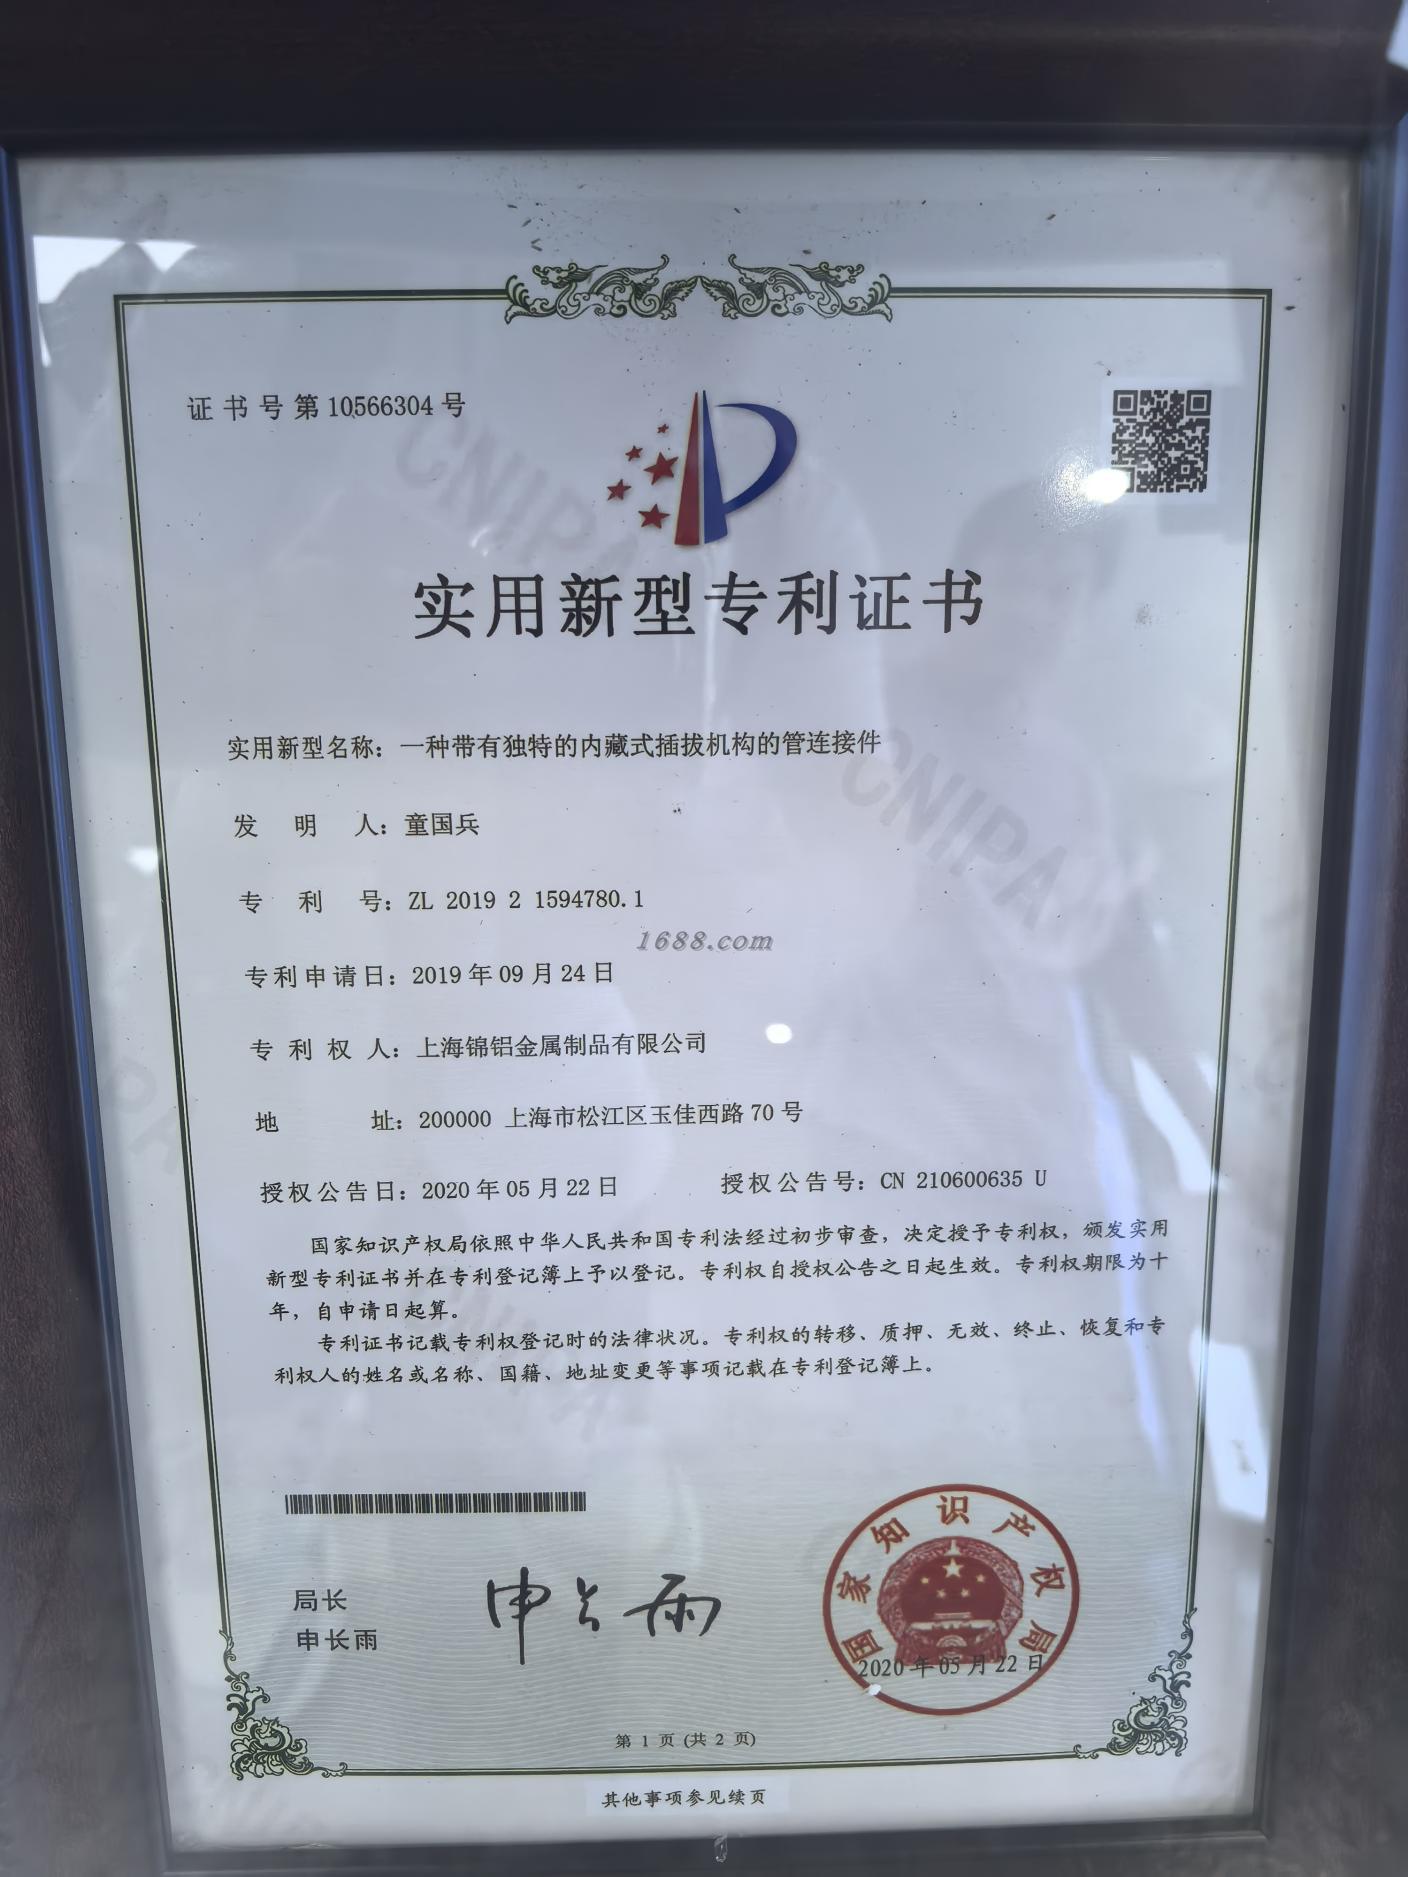 证书号第10566304号
实用新型专利证书
实用新型名称：一种带有独特的内藏式插拔机构的管连接件
发明人：童国兵
专利号：ZL 2019 2 1594780.1
1688.com
专利申请日：2019年09月24日
专利权人：上海锦铝金属制品有限公司
地址：200000 上海市松江区玉佳西路70号
授权公告日：2020年05月22日 授权公告号：CN 210600635 U
国家知识产权局依照中华人民共和国专利法经过初步审查，决定授予专利权，颁发实用
新型专利证书并在专利登记簿上予以登记。专利权自授权公告之日起生效。专利权期限为十
年，自申请日起算。
专利证书记载专利权登记时的法律状况。专利权的转移、质押、无效、终止、恢复和专
利权人的姓名或名称、国籍、地址变更等事项记载在专利登记簿上。
局长
申长雨
申长雨
国家知识产权局
2020年05月22日
第 1 页 (共 2 页)
其他事项参见续页
CNIPA
CNIPA